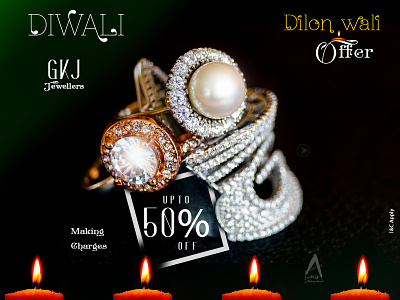 DIWALI
Dilon wali
Offer
GKJ
Jewellers
UPTO
50%
OFF
Making
Charges
T&C Apply